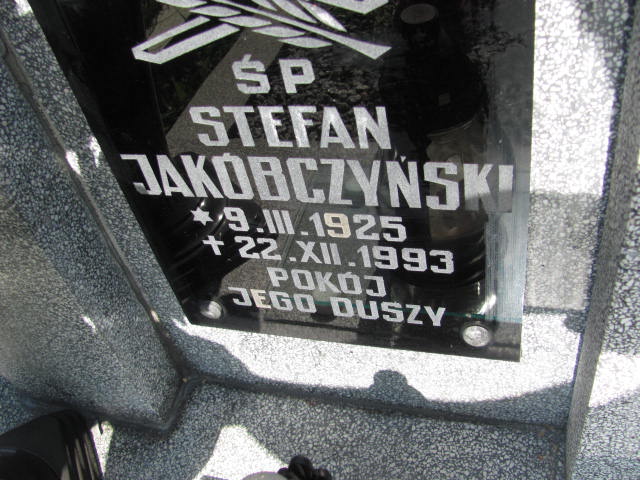 ŚP
STEFAN
JAKÓBCZYŃSKI
* 9.III.1925
+ 22.XII.1993
POKÓJ
JEGO DUSZY